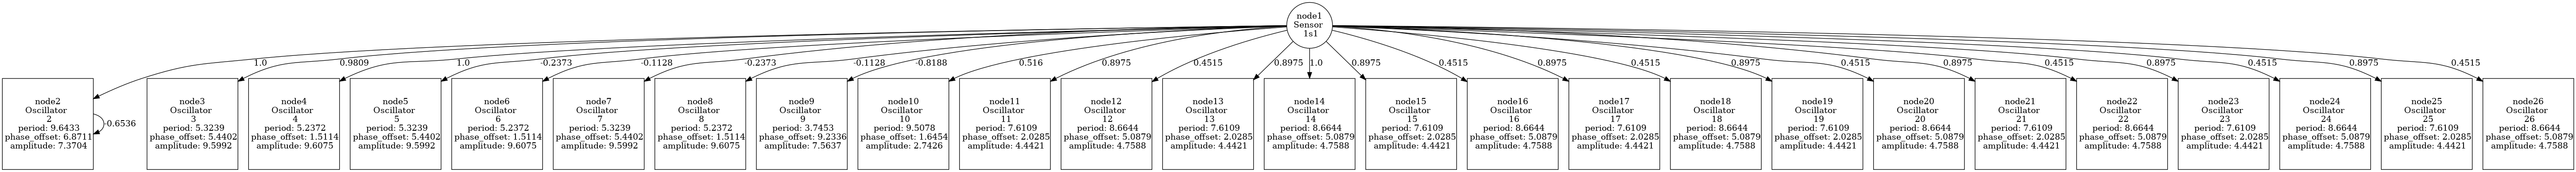 node1
Sensor
1s1
1.0
0.9809
1.0
-0.2373
-0.1128
-0.2373
-0.1128
-0.8188
0.516
0.8975
0.4515
0.8975
1.0
0.8975
0.4515
0.8975
0.4515
0.8975
0.4515
0.8975
0.4515
0.8975
0.4515
0.8975
0.4515
node2
Oscillator
2
period: 9.6433
phase_offset: 6.8711
amplitude: 7.3704
-0.6536
node3
Oscillator
3
period: 5.3239
phase_offset: 5.4402
amplitude: 9.5992
node4
Oscillator
4
period: 5.2372
phase_offset: 1.5114
amplitude: 9.6075
node5
Oscillator
5
period: 5.3239
phase_offset: 5.4402
amplitude: 9.5992
node6
Oscillator
6
period: 5.2372
phase_offset: 1.5114
amplitude: 9.6075
node7
Oscillator
7
period: 5.3239
phase_offset: 5.4402
amplitude: 9.5992
node8
Oscillator
8
period: 5.2372
phase_offset: 1.5114
amplitude: 9.6075
node9
Oscillator
9
period: 3.7453
phase_offset: 9.2336
amplitude: 7.5637
node10
Oscillator
10
period: 9.5078
phase_offset: 1.6454
amplitude: 2.7426
node11
Oscillator
11
period: 7.6109
phase_offset: 2.0285
amplitude: 4.4421
node12
Oscillator
12
period: 8.6644
phase_offset: 5.0879
amplitude: 4.7588
node13
Oscillator
13
period: 7.6109
phase_offset: 2.0285
amplitude: 4.4421
node14
Oscillator
14
period: 8.6644
phase_offset: 5.0879
amplitude: 4.7588
node15
Oscillator
15
period: 7.6109
phase_offset: 2.0285
amplitude: 4.4421
node16
Oscillator
16
period: 8.6644
phase_offset: 5.0879
amplitude: 4.7588
node17
Oscillator
17
period: 7.6109
phase_offset: 2.0285
amplitude: 4.4421
node18
Oscillator
18
period: 8.6644
phase_offset: 5.0879
amplitude: 4.7588
node19
Oscillator
19
period: 7.6109
phase_offset: 2.0285
amplitude: 4.4421
node20
Oscillator
20
period: 8.6644
phase_offset: 5.0879
amplitude: 4.7588
node21
Oscillator
21
period: 7.6109
phase_offset: 2.0285
amplitude: 4.4421
node22
Oscillator
22
period: 8.6644
phase_offset: 5.0879
amplitude: 4.7588
node23
Oscillator
23
period: 7.6109
phase_offset: 2.0285
amplitude: 4.4421
node24
Oscillator
24
period: 8.6644
phase_offset: 5.0879
amplitude: 4.7588
node25
Oscillator
25
period: 7.6109
phase_offset: 2.0285
amplitude: 4.4421
node26
Oscillator
26
period: 8.6644
phase_offset: 5.0879
amplitude: 4.7588